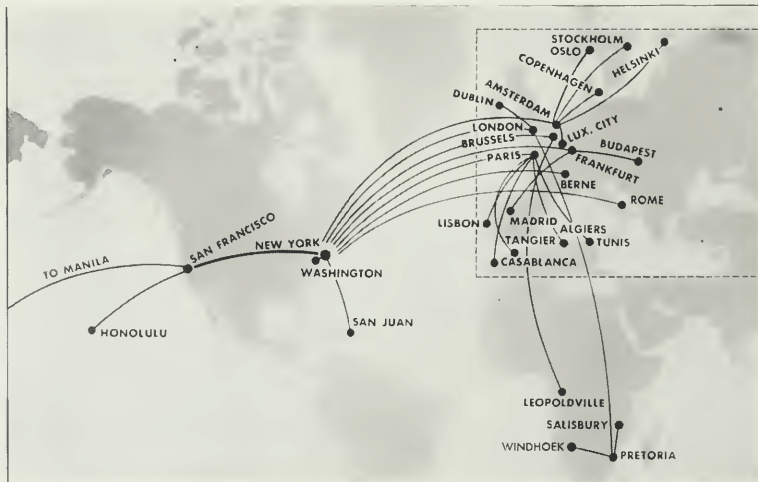 STOCKHOLM
OSLO
COPENHAGEN
HELSINKI
AMSTERDAM
DUBLIN
LONDON
LUX. CITY
BRUSSELS
BUDAPEST
PARIS
FRANKFURT
BERNE
ROME
LISBON
MADRID
ALGIERS
TANGIER
TUNIS
CASABLANCA
SAN FRANCISCO
NEW YORK
WASHINGTON
TO MANILA
HONOLULU
SAN JUAN
LEOPOLDVILLE
SALISBURY
WINDHOEK
PRETORIA